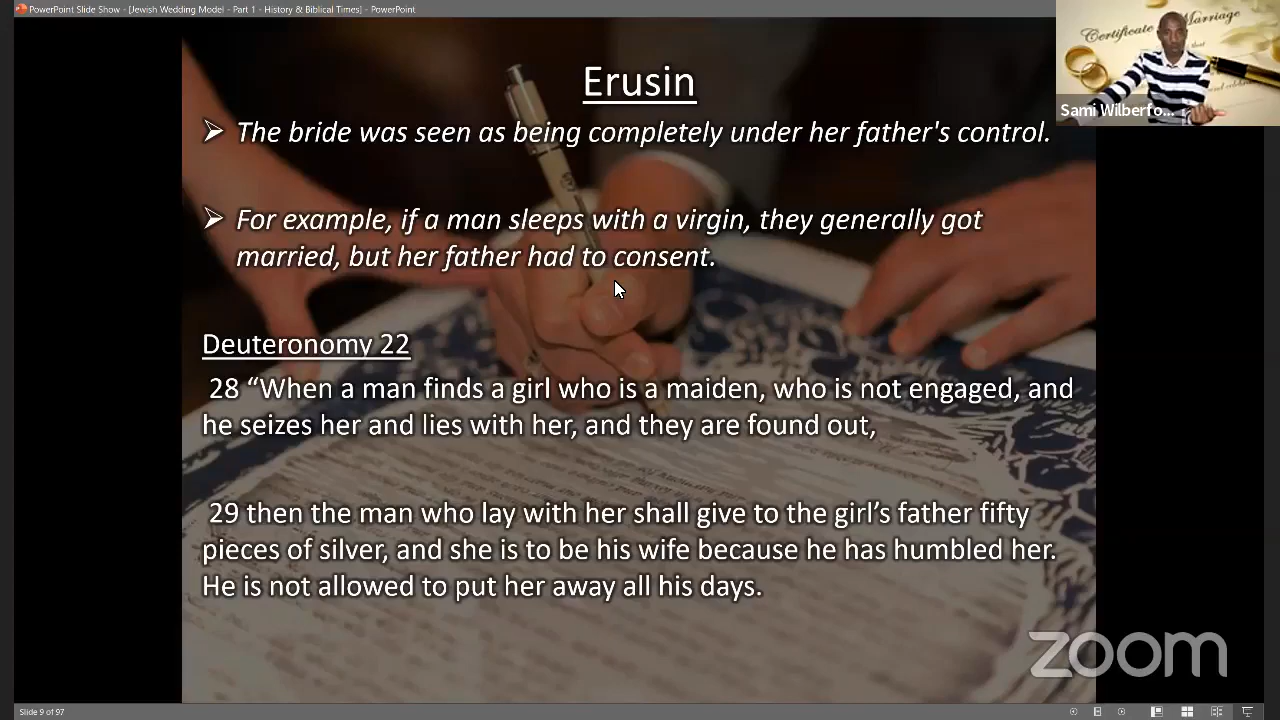 PowerPoint Slide Show - [Jewish Wedding Model - Part 1 - History & Biblical Times] - PowerPoint
Certificate Marriage
Sami Wilberfo...
Erusin
➢ The bride was seen as being completely under her father's control.
➢ For example, if a man sleeps with a virgin, they generally got
married, but her father had to consent.
Deuteronomy 22
28 “When a man finds a girl who is a maiden, who is not engaged, and
he seizes her and lies with her, and they are found out,
29 then the man who lay with her shall give to the girl’s father fifty
pieces of silver, and she is to be his wife because he has humbled her.
He is not allowed to put her away all his days.
zoom
Slide 9 of 97